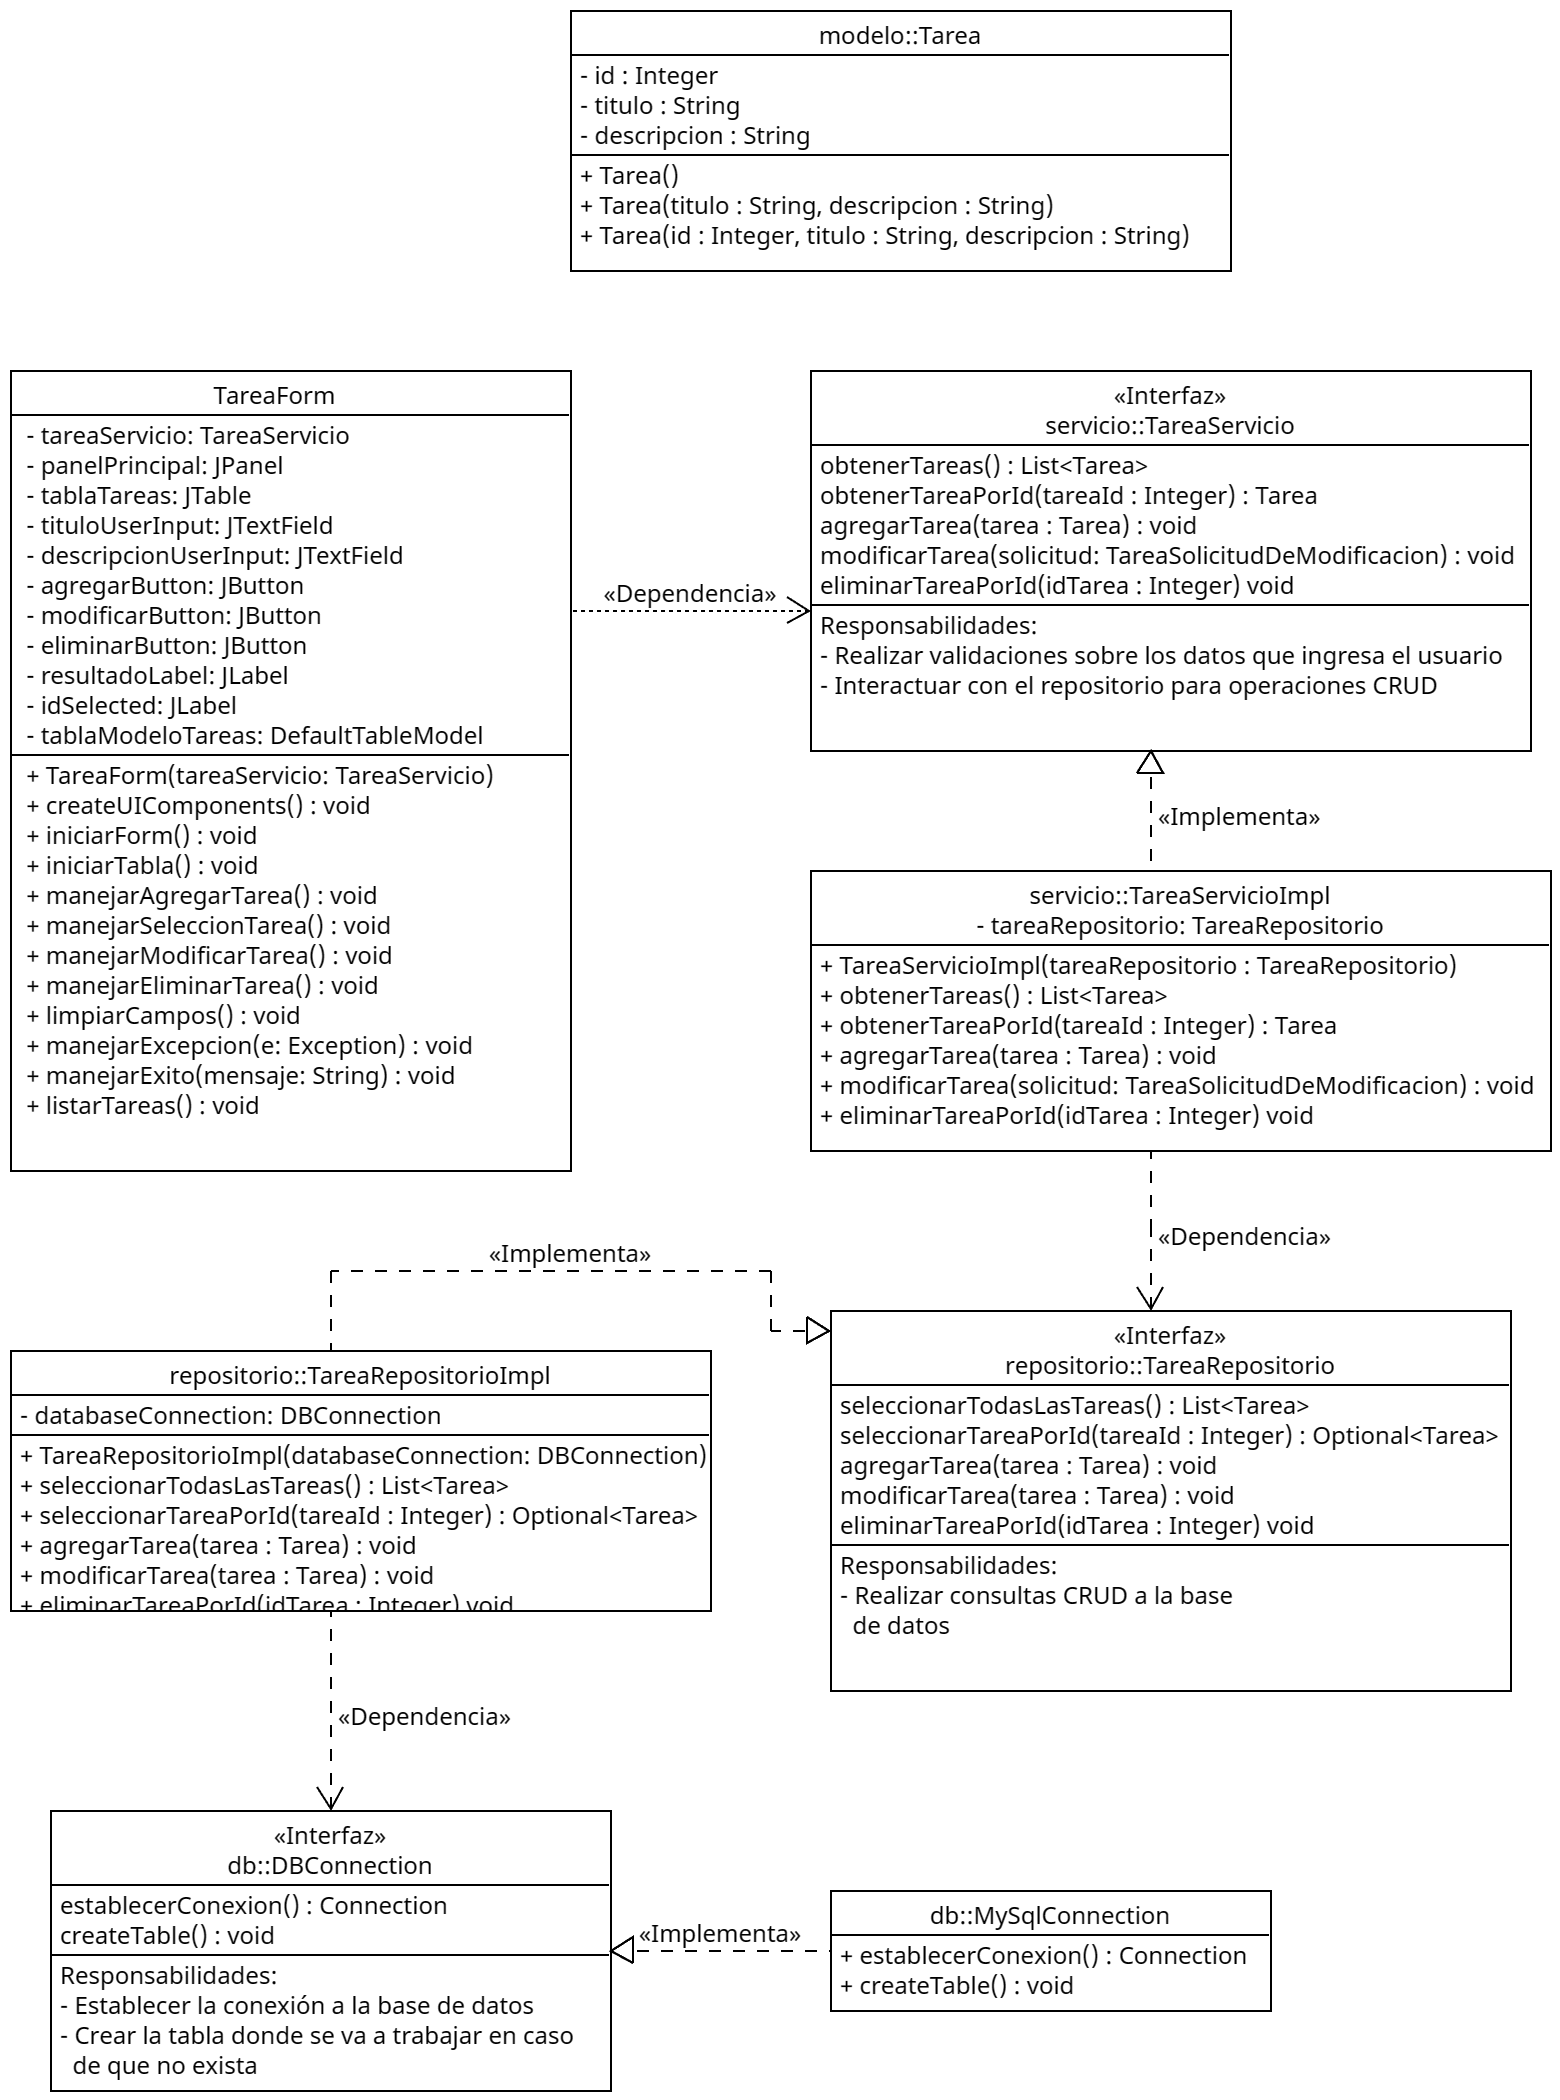 modelo::Tarea
- id : Integer
- titulo : String
- descripcion : String
+ Tarea()
+ Tarea(titulo : String, descripcion : String)
+ Tarea(id : Integer, titulo : String, descripcion : String)
TareaForm
- tareaServicio: TareaServicio
- panelPrincipal: JPanel
- tablaTareas: JTable
- tituloUserInput: JTextField
- descripcionUserInput: JTextField
- agregarButton: JButton
- modificarButton: JButton
- eliminarButton: JButton
- resultadoLabel: JLabel
- idSelected: JLabel
- tablaModeloTareas: DefaultTableModel
+ TareaForm(tareaServicio: TareaServicio)
+ createUIComponents() : void
+ iniciarForm() : void
+ iniciarTabla() : void
+ manejarAgregarTarea() : void
+ manejarSeleccionTarea() : void
+ manejarModificarTarea() : void
+ manejarEliminarTarea() : void
+ limpiarCampos() : void
+ manejarExcepcion(e: Exception) : void
+ manejarExito(mensaje: String) : void
+ listarTareas() : void
«Dependencia»
«Interfaz»
servicio::TareaServicio
obtenerTareas() : List<Tarea>
obtenerTareaPorId(tareaId : Integer) : Tarea
agregarTarea(tarea : Tarea) : void
modificarTarea(solicitud: TareaSolicitudDeModificacion) : void
eliminarTareaPorId(idTarea : Integer) void
Responsabilidades:
- Realizar validaciones sobre los datos que ingresa el usuario
- Interactuar con el repositorio para operaciones CRUD
«Implementa»
servicio::TareaServicioImpl
- tareaRepositorio: TareaRepositorio
+ TareaServicioImpl(tareaRepositorio : TareaRepositorio)
+ obtenerTareas() : List<Tarea>
+ obtenerTareaPorId(tareaId : Integer) : Tarea
+ agregarTarea(tarea : Tarea) : void
+ modificarTarea(solicitud: TareaSolicitudDeModificacion) : void
+ eliminarTareaPorId(idTarea : Integer) void
«Dependencia»
«Implementa»
«Interfaz»
repositorio::TareaRepositorio
seleccionarTodasLasTareas() : List<Tarea>
seleccionarTareaPorId(tareaId : Integer) : Optional<Tarea>
agregarTarea(tarea : Tarea) : void
modificarTarea(tarea : Tarea) : void
eliminarTareaPorId(idTarea : Integer) void
Responsabilidades:
- Realizar consultas CRUD a la base
de datos
repositorio::TareaRepositorioImpl
- databaseConnection: DBConnection
+ TareaRepositorioImpl(databaseConnection: DBConnection)
+ seleccionarTodasLasTareas() : List<Tarea>
+ seleccionarTareaPorId(tareaId : Integer) : Optional<Tarea>
+ agregarTarea(tarea : Tarea) : void
+ modificarTarea(tarea : Tarea) : void
+ eliminarTareaPorId(idTarea : Integer) void
«Dependencia»
«Interfaz»
db::DBConnection
establecerConexion() : Connection
createTable() : void
Responsabilidades:
- Establecer la conexión a la base de datos
- Crear la tabla donde se va a trabajar en caso
de que no exista
«Implementa»
db::MySqlConnection
+ establecerConexion() : Connection
+ createTable() : void